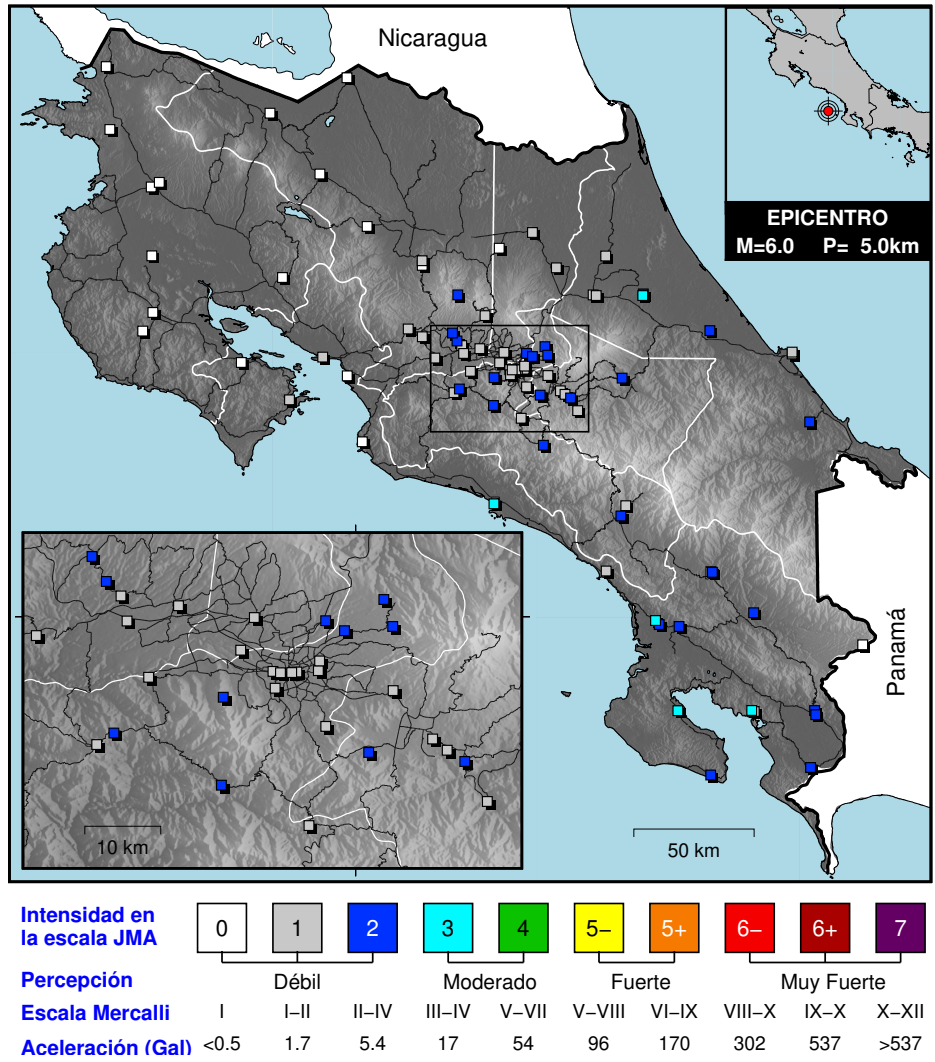 Nicaragua
EPICENTRO
M=6.0 P= 5.0km
Panamá
10 km
50 km
Intensidad en
la escala JMA
0 1 2 3 4 5− 5+ 6− 6+ 7
Percepción Débil Moderado Fuerte Muy Fuerte
Escala Mercalli I I−II II−IV III−IV V−VII V−VIII VI−IX VIII−X IX−X X−XII
Aceleración (Gal) <0.5 1.7 5.4 17 54 96 170 302 537 >537